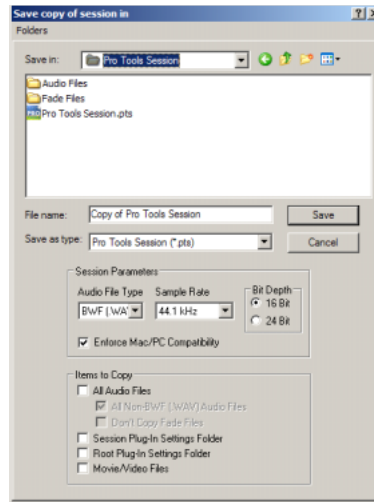 Save copy of session in
Folders
Save in: Pro Tools Session
Audio Files
Fade Files
Pro Tools Session.pts
File name: Copy of Pro Tools Session Save
Save as type: Pro Tools Session (*.pts) Cancel
Session Parameters
Audio File Type Sample Rate Bit Depth
BWF (.WA 44.1 kHz 16 Bit
24 Bit
Enforce Mac/PC Compatibility
Items to Copy
All Audio Files
All Non-BWF (.WAV) Audio Files
Don't Copy Fade Files
Session Plug-In Settings Folder
Root Plug-In Settings Folder
Movie/Video Files